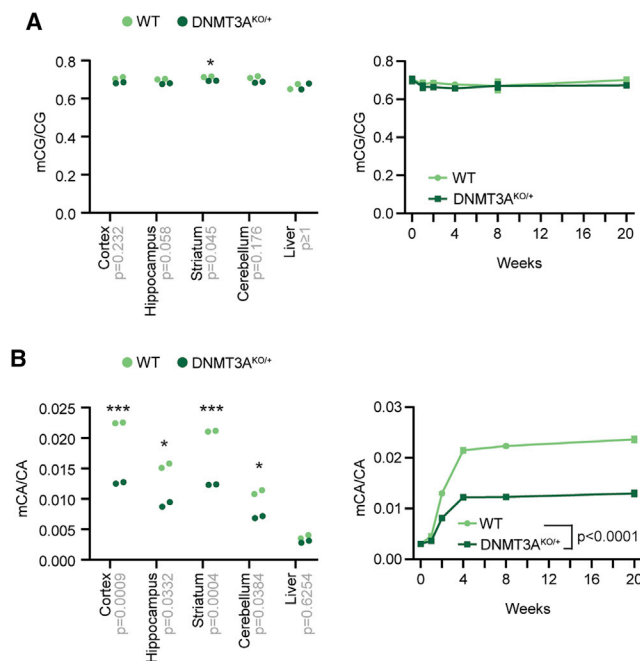 A
WT DNMT3A^KO/+
*
mCG/CG
0.8
0.6
0.4
0.2
0.0
Cortex
p=0.232
Hippocampus
p=0.058
Striatum
p=0.045
Cerebellum
p=0.176
Liver
p≥1
mCG/CG
0.8
0.6
0.4
0.2
0.0
WT
DNMT3A^KO/+
0 4 8 12 16 20
Weeks
B
WT DNMT3A^KO/+
*** * *** *
mCA/CA
0.025
0.020
0.015
0.010
0.005
0.000
Cortex
p=0.0009
Hippocampus
p=0.0332
Striatum
p=0.0004
Cerebellum
p=0.0384
Liver
p=0.6254
mCA/CA
0.03
0.02
0.01
0.00
WT
DNMT3A^KO/+
p<0.0001
0 4 8 12 16 20
Weeks